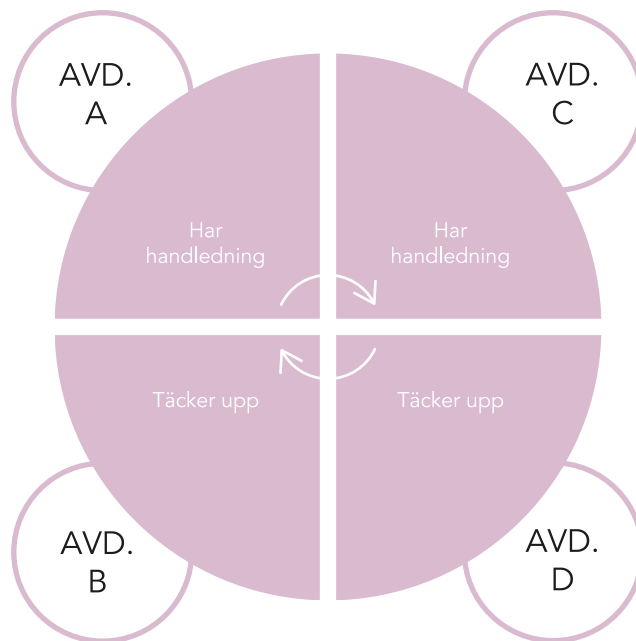 AVD.
A
AVD.
C
Har
handledning
Har
handledning
Täcker upp
Täcker upp
AVD.
B
AVD.
D